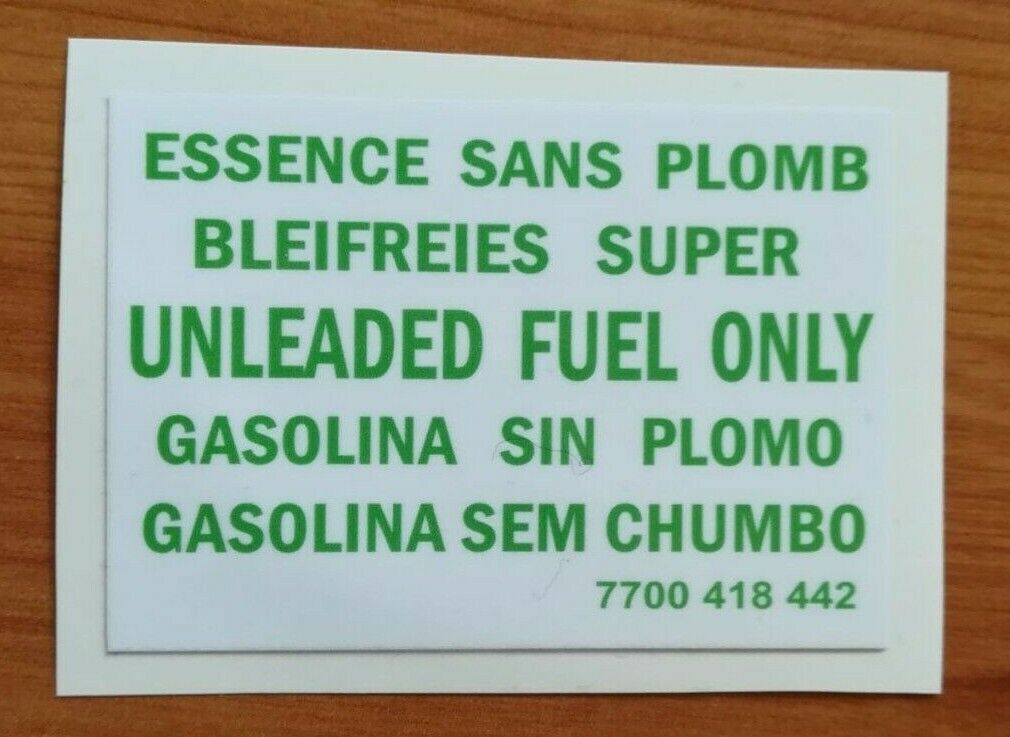 ESSENCE SANS PLOMB
BLEIFREIES SUPER
UNLEADED FUEL ONLY
GASOLINA SIN PLOMO
GASOLINA SEM CHUMBO
7700 418 442